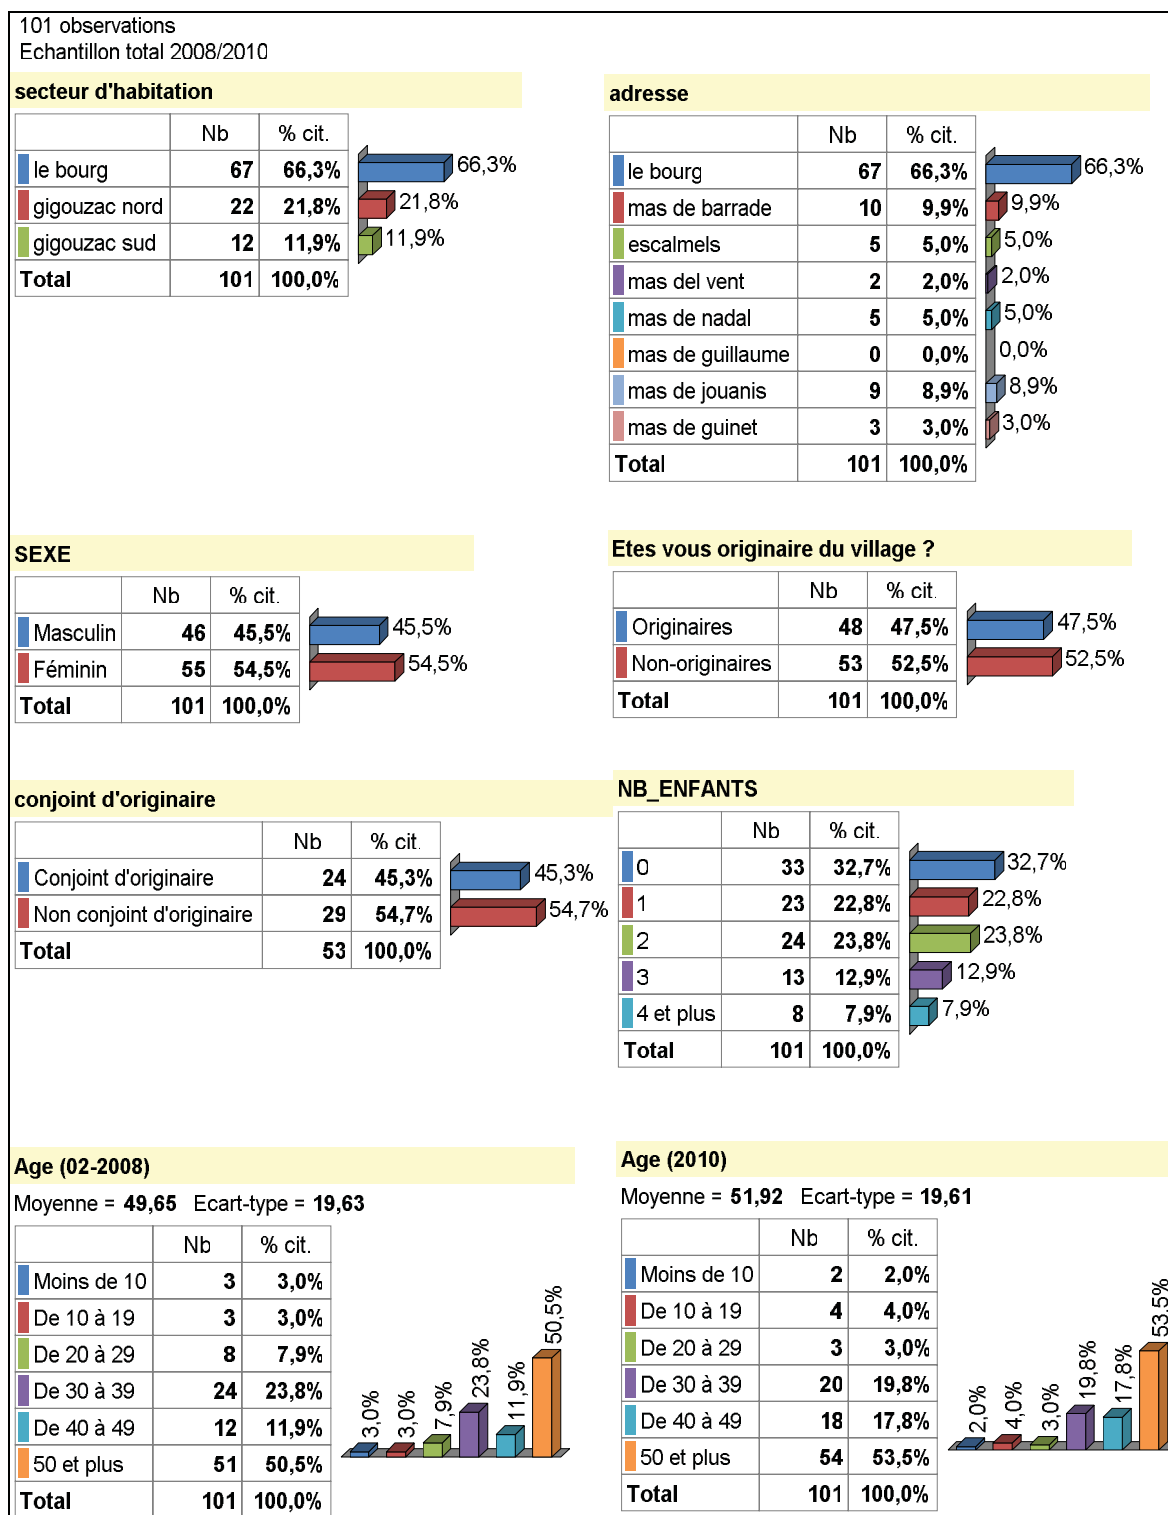 101 observations
Echantillon total 2008/2010
secteur d'habitation
Nb % cit.
le bourg 67 66,3% 66,3%
gigouzac nord 22 21,8% 21,8%
gigouzac sud 12 11,9% 11,9%
Total 101 100,0%
adresse
Nb % cit.
le bourg 67 66,3% 66,3%
mas de barrade 10 9,9% 9,9%
escalmels 5 5,0% 5,0%
mas del vent 2 2,0% 2,0%
mas de nadal 5 5,0% 5,0%
mas de guillaume 0 0,0% 0,0%
mas de jouanis 9 8,9% 8,9%
mas de guinet 3 3,0% 3,0%
Total 101 100,0%
SEXE
Nb % cit.
Masculin 46 45,5% 45,5%
Féminin 55 54,5% 54,5%
Total 101 100,0%
Etes vous originaire du village ?
Nb % cit.
Originaires 48 47,5% 47,5%
Non-originaires 53 52,5% 52,5%
Total 101 100,0%
conjoint d'originaire
Nb % cit.
Conjoint d'originaire 24 45,3% 45,3%
Non conjoint d'originaire 29 54,7% 54,7%
Total 53 100,0%
NB_ENFANTS
Nb % cit.
0 33 32,7% 32,7%
1 23 22,8% 22,8%
2 24 23,8% 23,8%
3 13 12,9% 12,9%
4 et plus 8 7,9% 7,9%
Total 101 100,0%
Age (02-2008)
Moyenne = 49,65 Ecart-type = 19,63
Nb % cit.
Moins de 10 3 3,0%
De 10 à 19 3 3,0%
De 20 à 29 8 7,9%
De 30 à 39 24 23,8%
De 40 à 49 12 11,9%
50 et plus 51 50,5%
Total 101 100,0%
3,0% 3,0% 7,9% 23,8% 11,9% 50,5%
Age (2010)
Moyenne = 51,92 Ecart-type = 19,61
Nb % cit.
Moins de 10 2 2,0%
De 10 à 19 4 4,0%
De 20 à 29 3 3,0%
De 30 à 39 20 19,8%
De 40 à 49 18 17,8%
50 et plus 54 53,5%
Total 101 100,0%
2,0% 4,0% 3,0% 19,8% 17,8% 53,5%